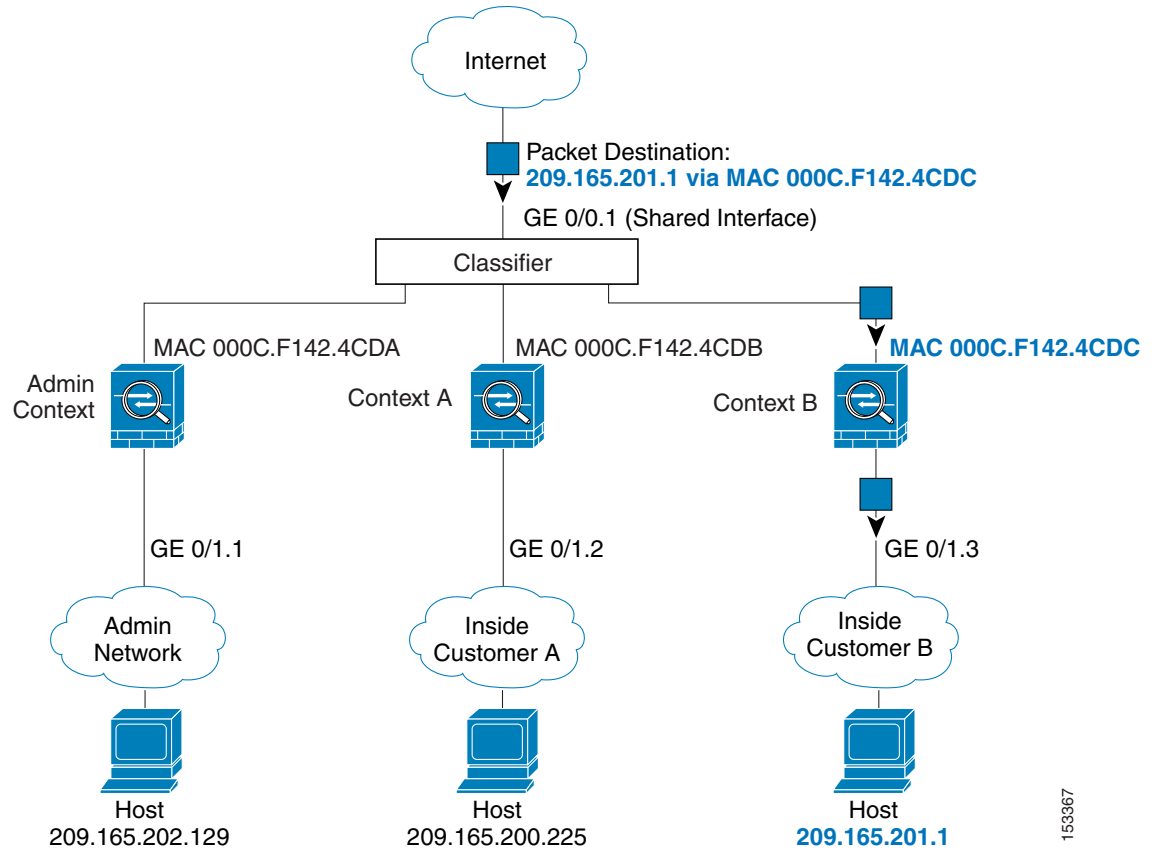 Internet
Packet Destination:
209.165.201.1 via MAC 000C.F142.4CDC
GE 0/0.1 (Shared Interface)
Classifier
MAC 000C.F142.4CDA
MAC 000C.F142.4CDB
MAC 000C.F142.4CDC
Admin
Context
Context A
Context B
GE 0/1.1
GE 0/1.2
GE 0/1.3
Admin
Network
Inside
Customer A
Inside
Customer B
Host
209.165.202.129
Host
209.165.200.225
Host
209.165.201.1
153367